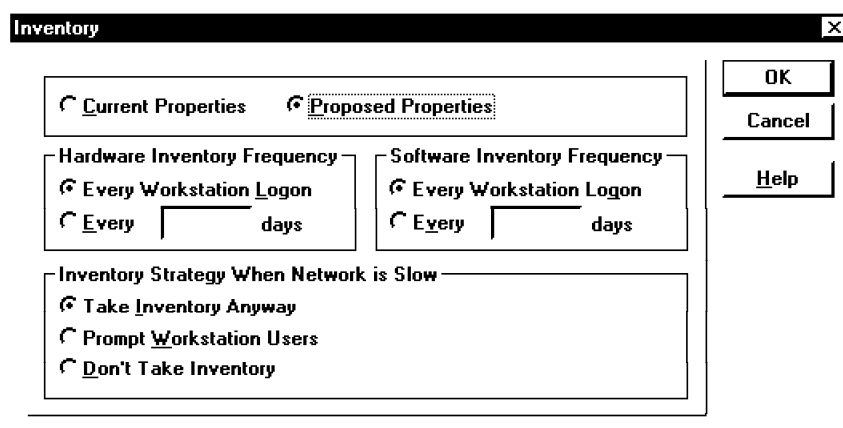 Inventory
Current Properties Proposed Properties
OK
Cancel
Help
Hardware Inventory Frequency
Every Workstation Logon
Every days
Software Inventory Frequency
Every Workstation Logon
Every days
Inventory Strategy When Network is Slow
Take Inventory Anyway
Prompt Workstation Users
Don't Take Inventory